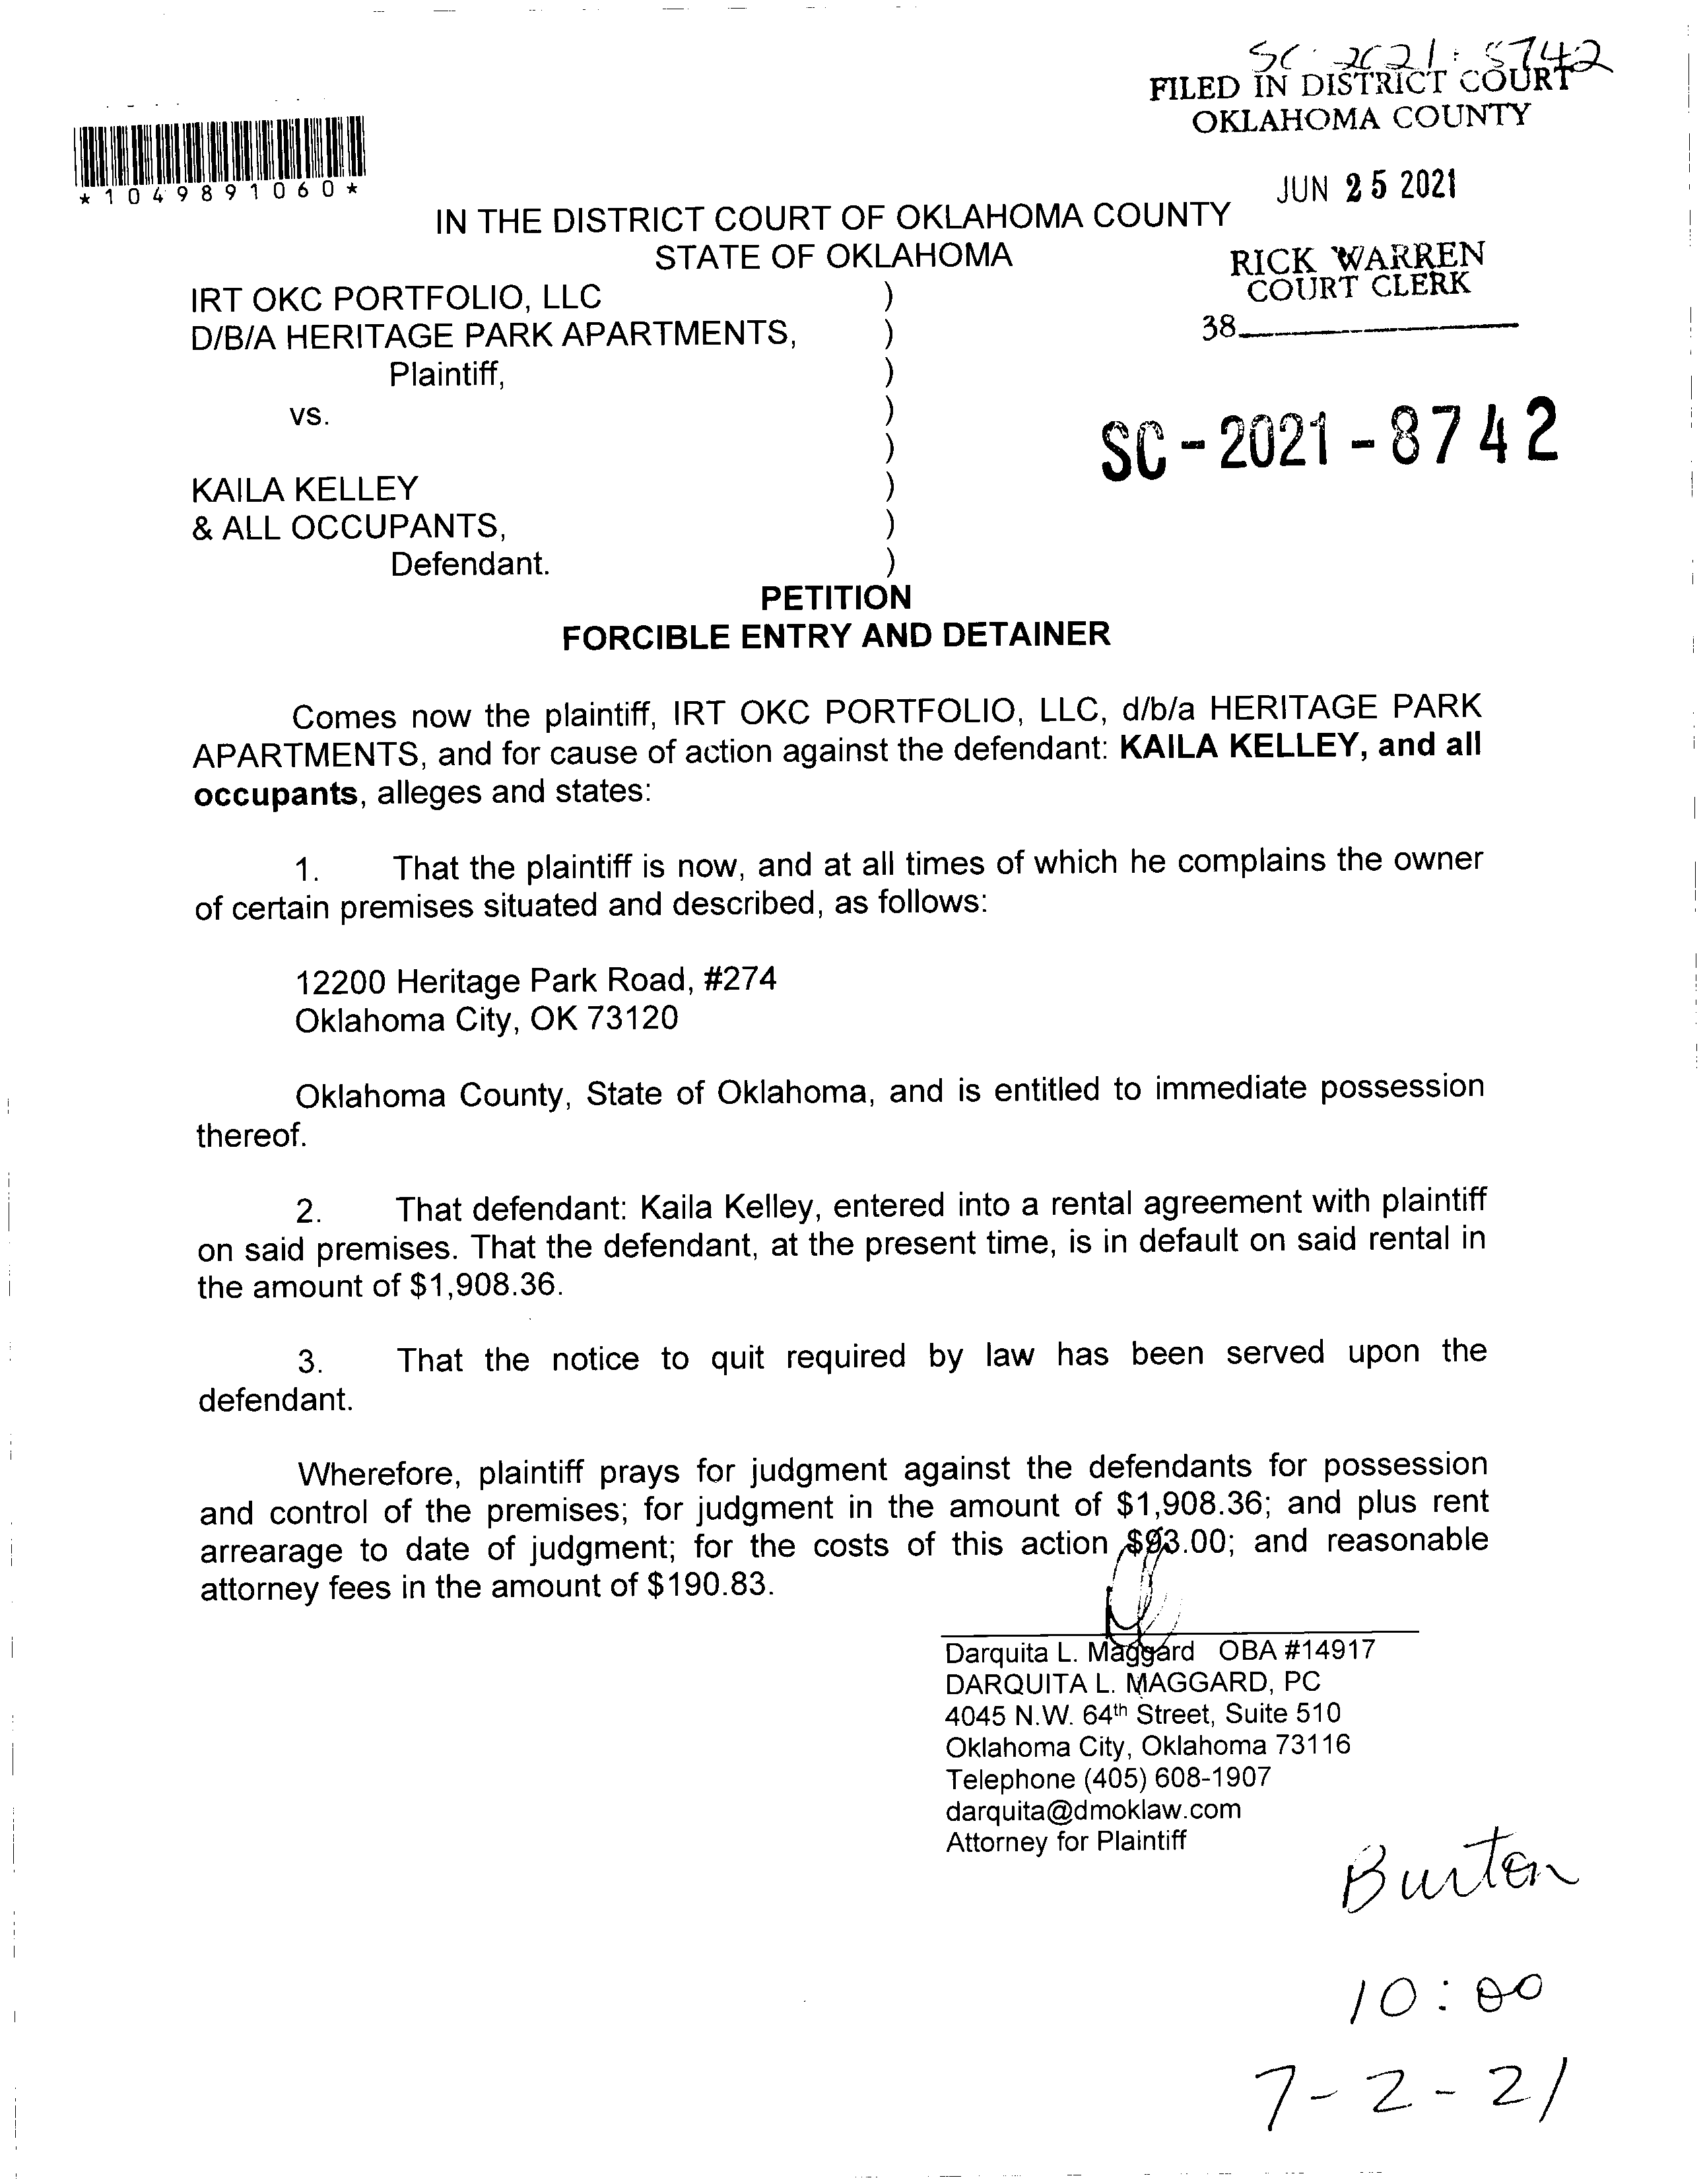 SC-2021-8742
FILED IN DISTRICT COURT
OKLAHOMA COUNTY
*1049891060*
JUN 25 2021
IN THE DISTRICT COURT OF OKLAHOMA COUNTY
STATE OF OKLAHOMA
RICK WARREN
COURT CLERK
38
IRT OKC PORTFOLIO, LLC )
D/B/A HERITAGE PARK APARTMENTS, )
Plaintiff, )
vs. )
)
KAILA KELLEY )
& ALL OCCUPANTS, )
Defendant. )
SC-2021-8742
PETITION
FORCIBLE ENTRY AND DETAINER
Comes now the plaintiff, IRT OKC PORTFOLIO, LLC, d/b/a HERITAGE PARK
APARTMENTS, and for cause of action against the defendant: KAILA KELLEY, and all
occupants, alleges and states:
1. That the plaintiff is now, and at all times of which he complains the owner
of certain premises situated and described, as follows:
12200 Heritage Park Road, #274
Oklahoma City, OK 73120
Oklahoma County, State of Oklahoma, and is entitled to immediate possession
thereof.
2. That defendant: Kaila Kelley, entered into a rental agreement with plaintiff
on said premises. That the defendant, at the present time, is in default on said rental in
the amount of $1,908.36.
3. That the notice to quit required by law has been served upon the
defendant.
Wherefore, plaintiff prays for judgment against the defendants for possession
and control of the premises; for judgment in the amount of $1,908.36; and plus rent
arrearage to date of judgment; for the costs of this action $93.00; and reasonable
attorney fees in the amount of $190.83.
Darquita L. Maggard OBA #14917
DARQUITA L. MAGGARD, PC
4045 N.W. 64th Street, Suite 510
Oklahoma City, Oklahoma 73116
Telephone (405) 608-1907
darquita@dmoklaw.com
Attorney for Plaintiff
Burton
10:00
7-2-21